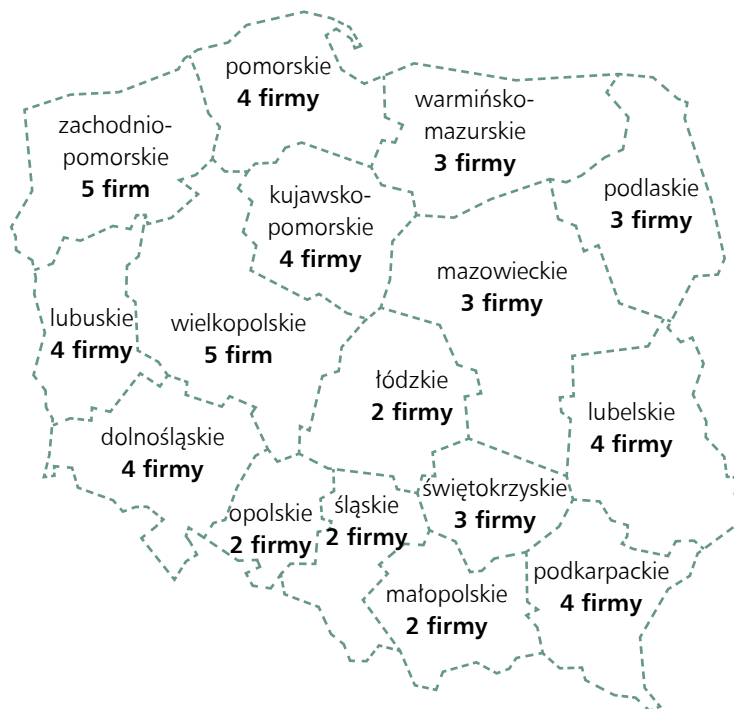 pomorskie
4 firmy
warmińsko-
mazurskie
3 firmy
zachodnio-
pomorskie
5 firm
podlaskie
3 firmy
kujawsko-
pomorskie
4 firmy
mazowieckie
3 firmy
lubuskie
4 firmy
wielkopolskie
5 firm
łódzkie
2 firmy
lubelskie
4 firmy
dolnośląskie
4 firmy
opolskie
2 firmy
śląskie
2 firmy
świętokrzyskie
3 firmy
małopolskie
2 firmy
podkarpackie
4 firmy